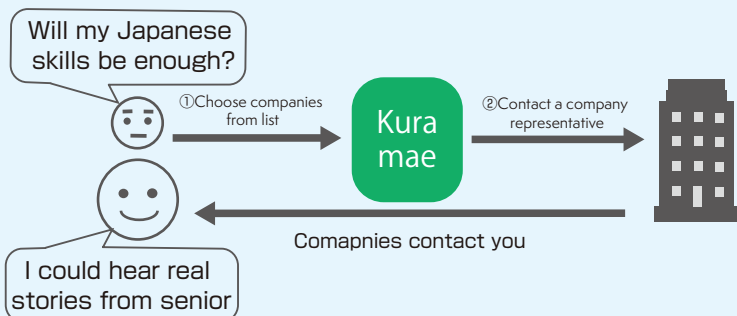 Will my Japanese
skills be enough?
①Choose companies
from list
Kura
mae
②Contact a company
representative
Comapnies contact you
I could hear real
stories from senior